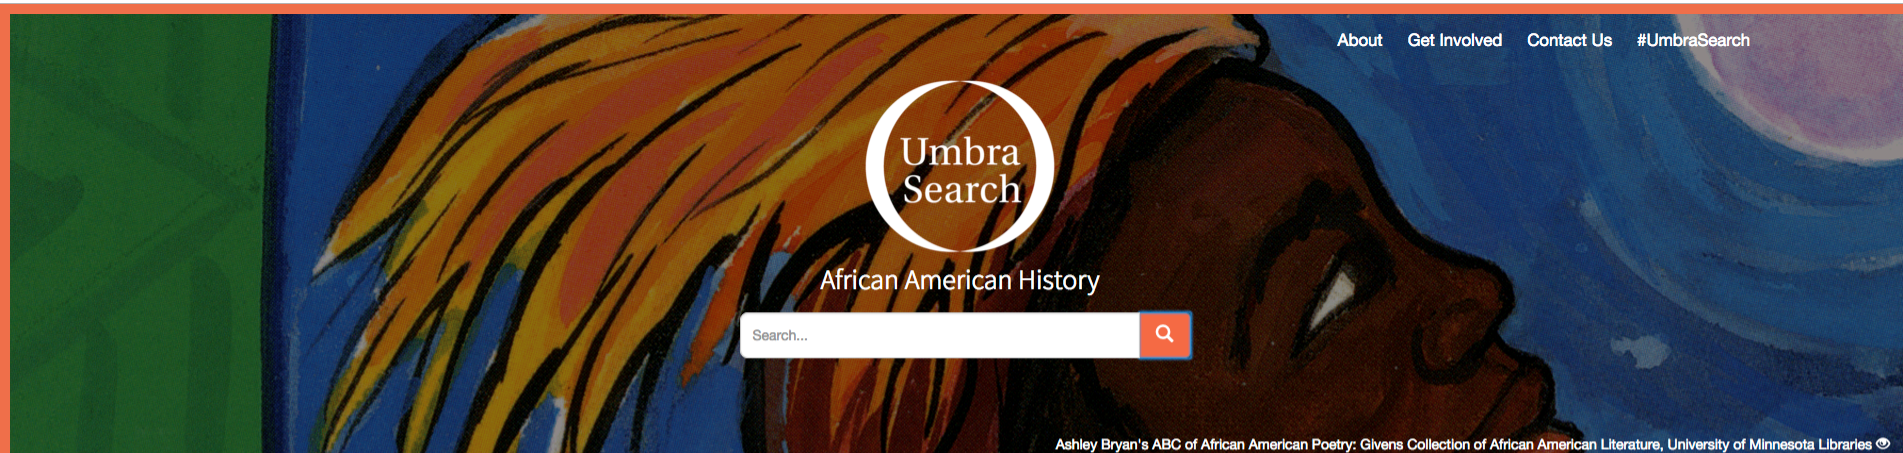 About Get Involved Contact Us #UmbraSearch
Umbra
Search
African American History
Search...
Ashley Bryan's ABC of African American Poetry: Givens Collection of African American Literature, University of Minnesota Libraries